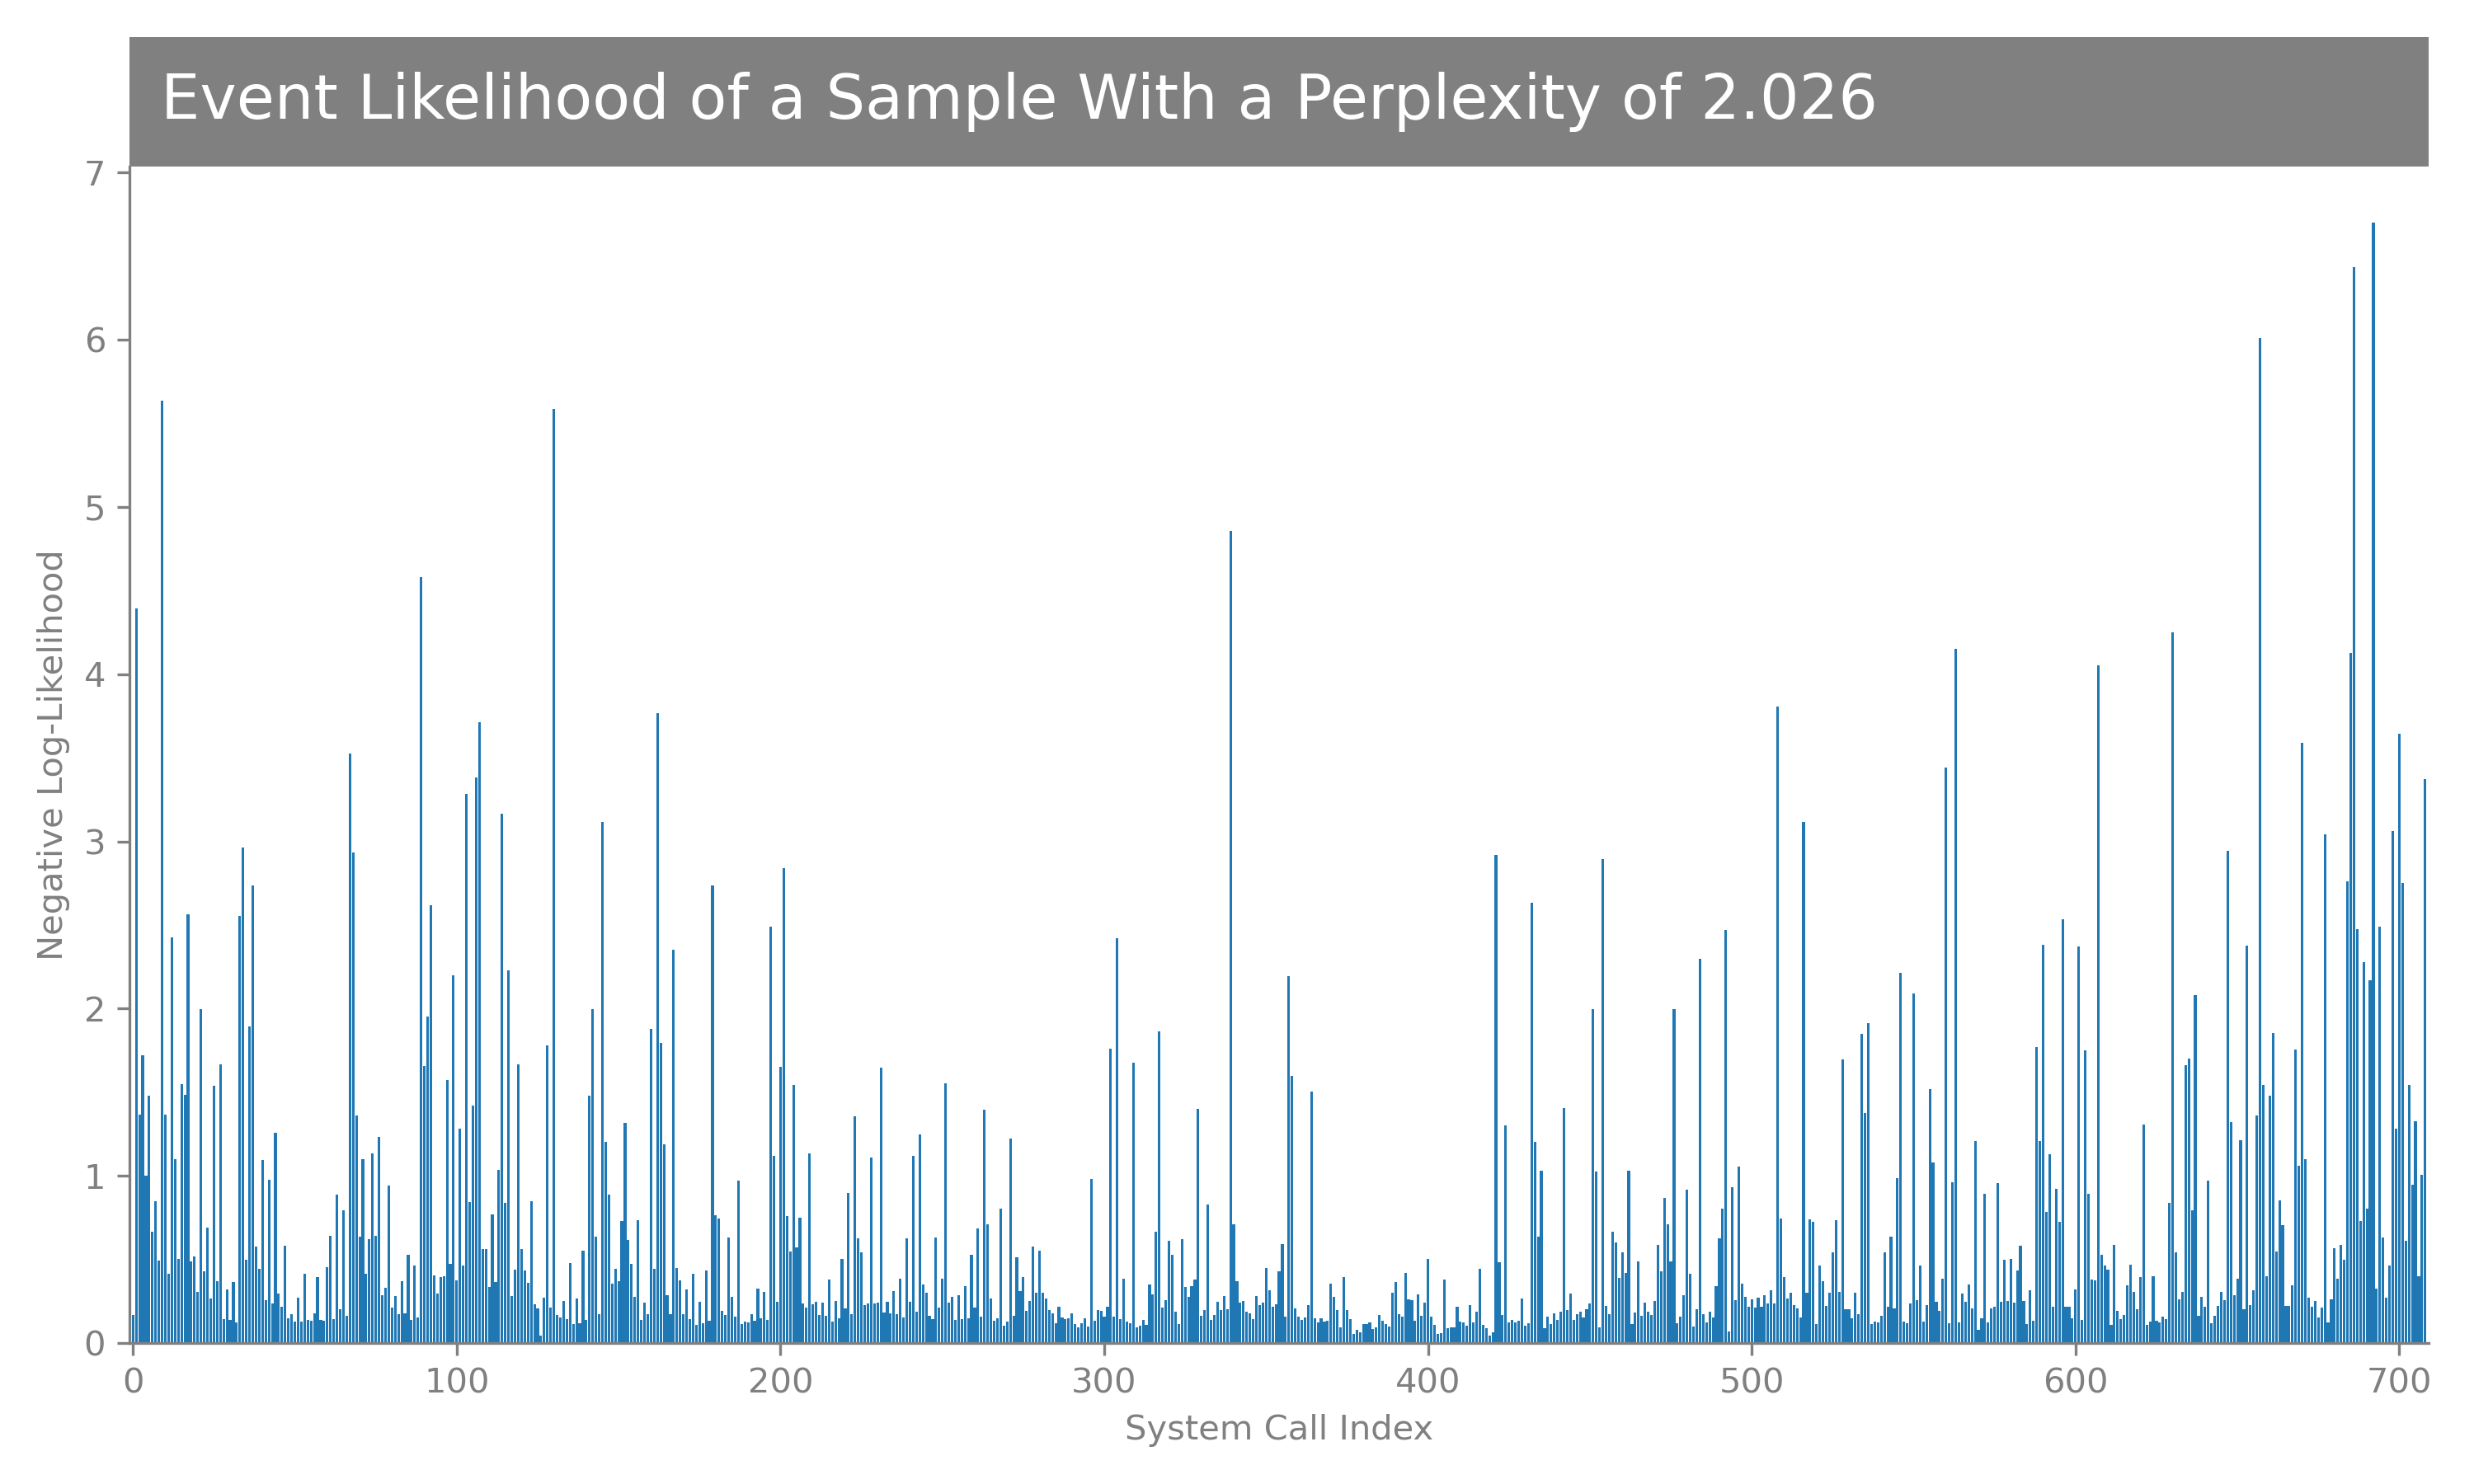 Event Likelihood of a Sample With a Perplexity of 2.026
7
6
5
4
3
2
1
0
Negative Log-Likelihood
0 100 200 300 400 500 600 700
System Call Index